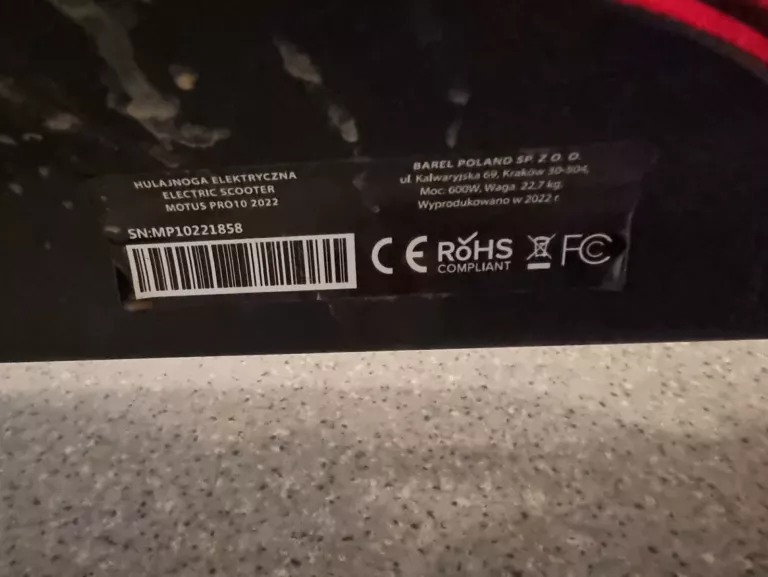 HULAJNOGA ELEKTRYCZNA
ELECTRIC SCOOTER
MOTUS PRO10 2022
SN:MP10221858
BAREL POLAND SP. Z O. O.
ul. Kalwaryjska 69, Kraków 30-504,
Moc: 600W, Waga: 22,7 kg.
Wyprodukowano w 2022 r.
CE RoHS FC
COMPLIANT